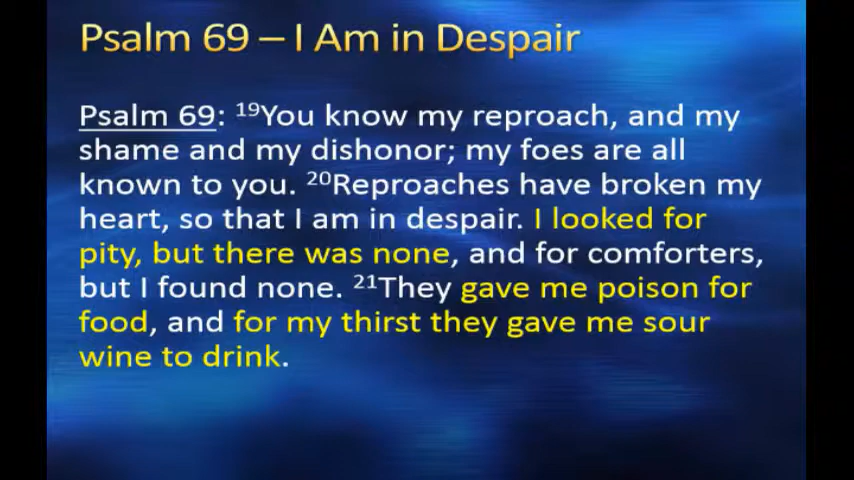 Psalm 69 – I Am in Despair
Psalm 69: ¹⁹You know my reproach, and my
shame and my dishonor; my foes are all
known to you. ²⁰Reproaches have broken my
heart, so that I am in despair. I looked for
pity, but there was none, and for comforters,
but I found none. ²¹They gave me poison for
food, and for my thirst they gave me sour
wine to drink.